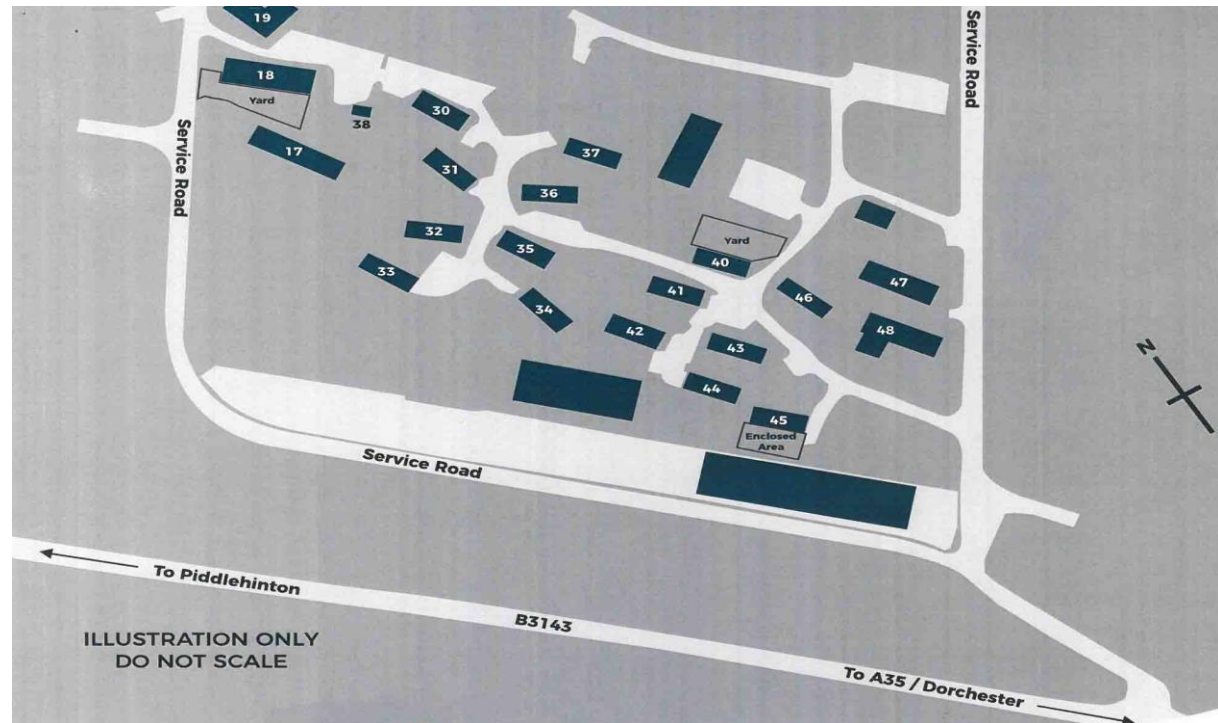 19
18
Yard
38
30
17
31
37
36
32
35
33
34
Yard
40
41
42
46
47
48
43
44
45
Enclosed
Area
Service Road
Service Road
Service Road
N
To Piddlehinton
B3143
To A35 / Dorchester
ILLUSTRATION ONLY
DO NOT SCALE